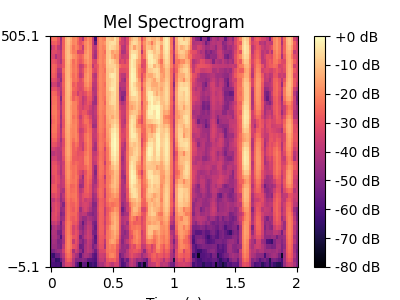 Mel Spectrogram
505.1
-5.1
0
0.5
1
1.5
2
+0 dB
-10 dB
-20 dB
-30 dB
-40 dB
-50 dB
-60 dB
-70 dB
-80 dB